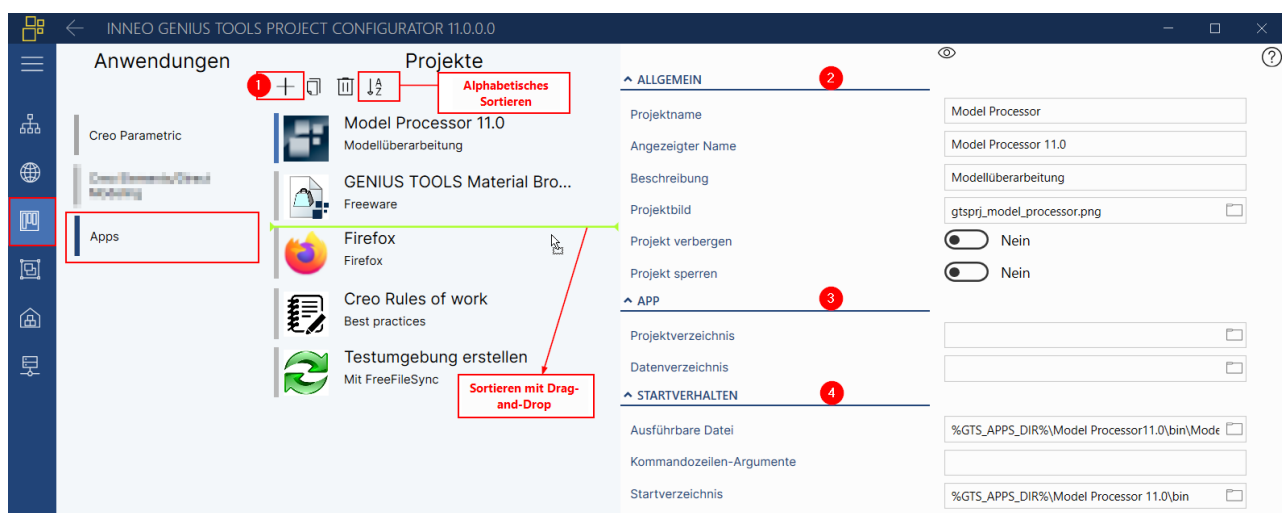 INNEO GENIUS TOOLS PROJECT CONFIGURATOR 11.0.0.0
Anwendungen
Creo Parametric
Apps
Projekte
1
Alphabetisches
Sortieren
Model Processor 11.0
Modellüberarbeitung
GENIUS TOOLS Material Bro...
Freeware
Firefox
Firefox
Creo Rules of work
Best practices
Testumgebung erstellen
Mit FreeFileSync
Sortieren mit Drag-
and-Drop
ALLGEMEIN 2
Projektname Model Processor
Angezeigter Name Model Processor 11.0
Beschreibung Modellüberarbeitung
Projektbild gtsprj_model_processor.png
Projekt verbergen Nein
Projekt sperren Nein
APP 3
Projektverzeichnis
Datenverzeichnis
STARTVERHALTEN 4
Ausführbare Datei %GTS_APPS_DIR%\Model Processor11.0\bin\Mode
Kommandozeilen-Argumente
Startverzeichnis %GTS_APPS_DIR%\Model Processor 11.0\bin